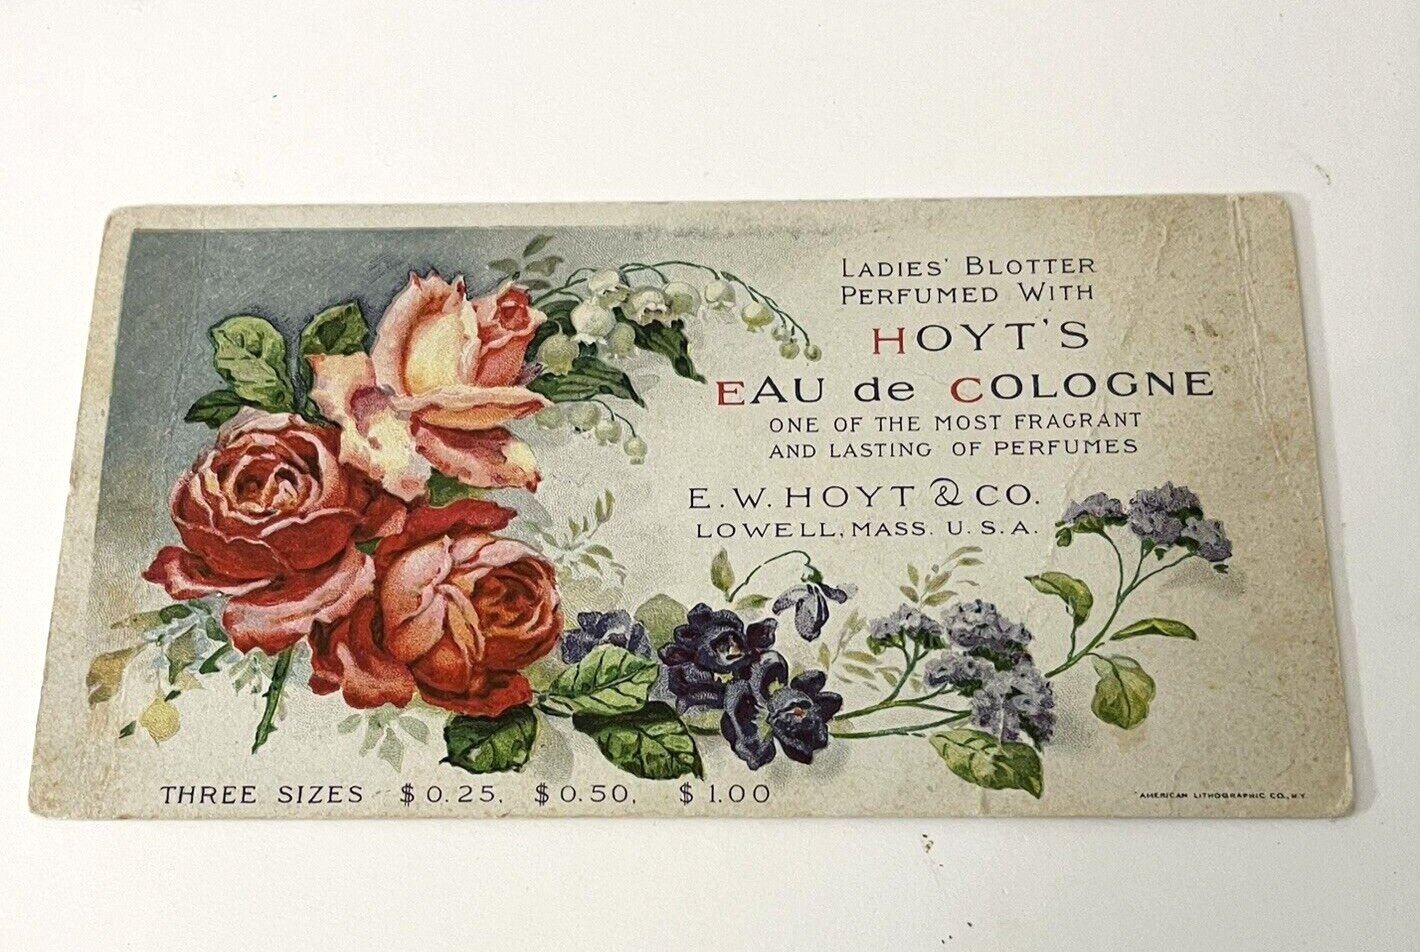 LADIES' BLOTTER
PERFUMED WITH
HOYT'S
EAU de COLOGNE
ONE OF THE MOST FRAGRANT
AND LASTING OF PERFUMES
E. W. HOYT & CO.
LOWELL, MASS. U. S. A.
THREE SIZES $0.25, $0.50, $1.00
AMERICAN LITHOGRAPHIC CO., N.Y.